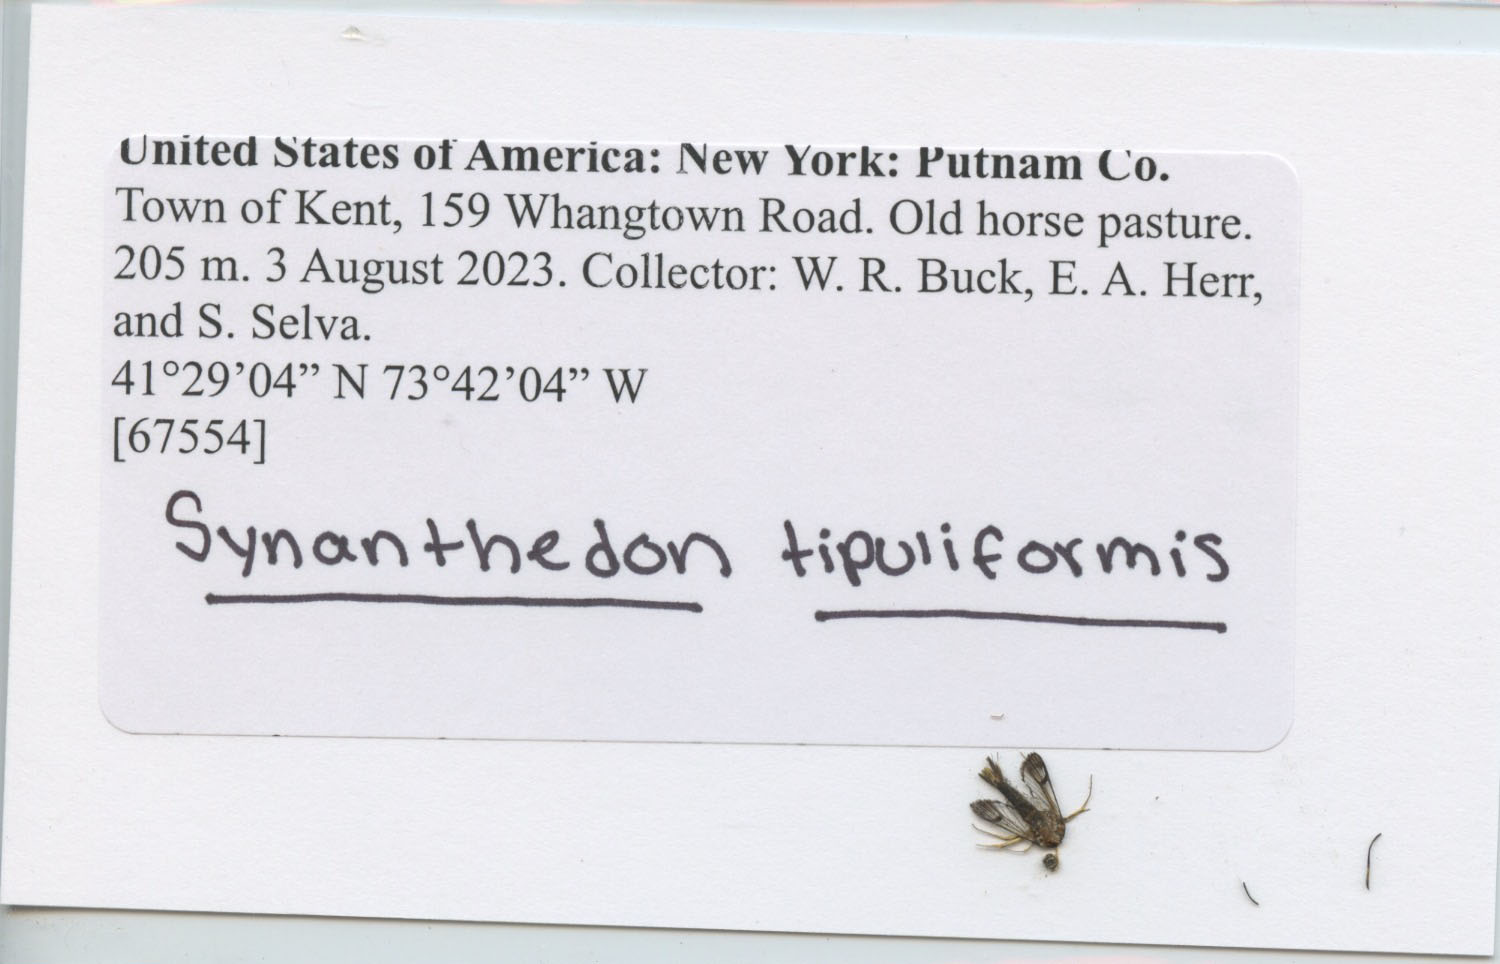 United States of America: New York: Putnam Co.
Town of Kent, 159 Whangtown Road. Old horse pasture.
205 m. 3 August 2023. Collector: W. R. Buck, E. A. Herr,
and S. Selva.
41°29’04” N 73°42’04” W
[67554]
Synanthedon tipuliformis